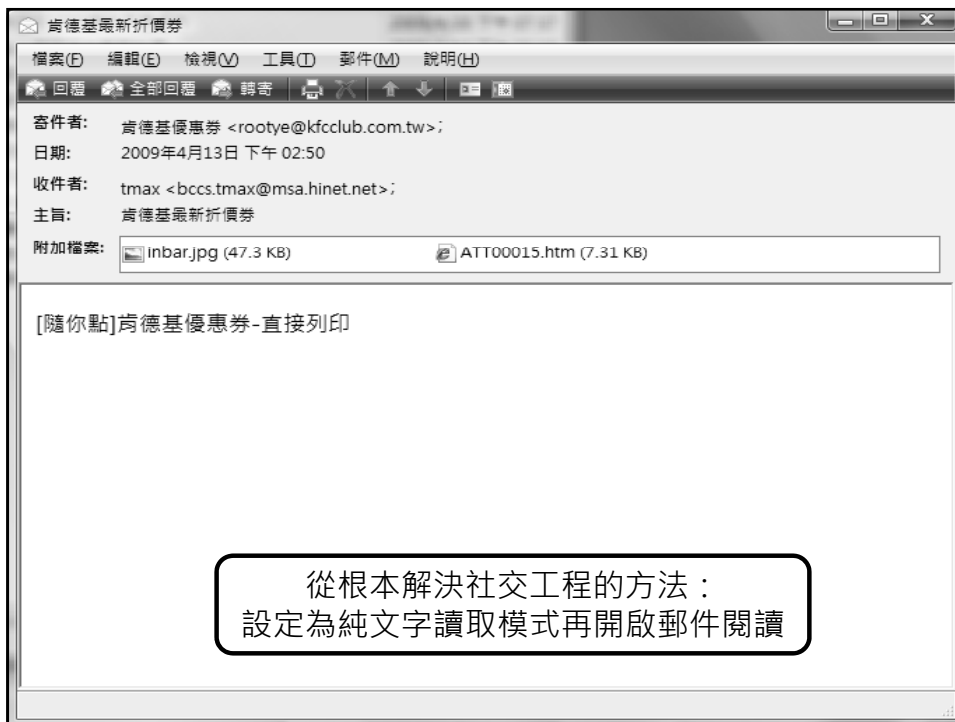 肯德基最新折價券
檔案(F) 編輯(E) 檢視(V) 工具(T) 郵件(M) 說明(H)
回覆 全部回覆 轉寄
寄件者: 肯德基優惠券 <rootye@kfcclub.com.tw>;
日期: 2009年4月13日 下午 02:50
收件者: tmax <bccs.tmax@msa.hinet.net>;
主旨: 肯德基最新折價券
附加檔案: inbar.jpg (47.3 KB) ATT00015.htm (7.31 KB)
[隨你點]肯德基優惠券-直接列印
從根本解決社交工程的方法：
設定為純文字讀取模式再開啟郵件閱讀